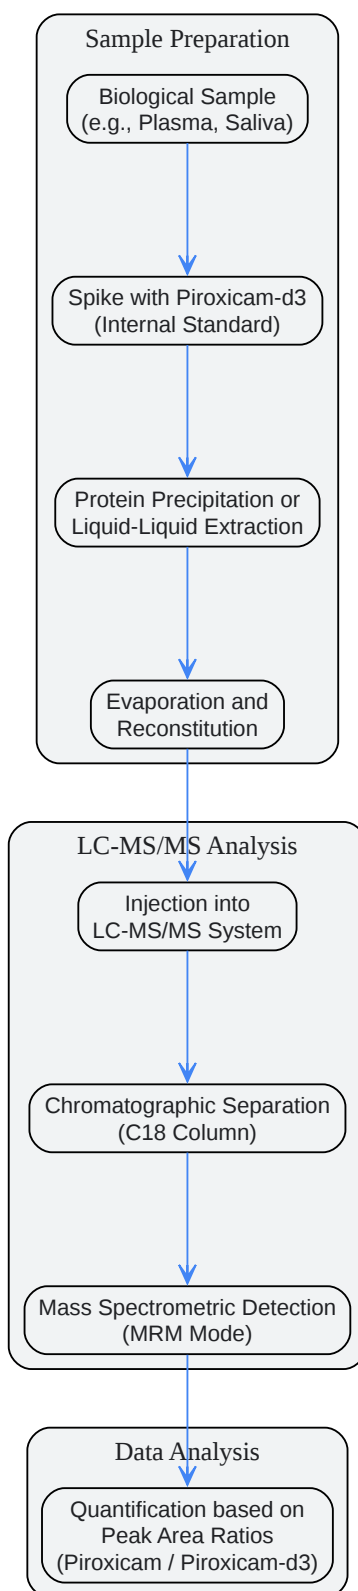 Sample Preparation
Biological Sample
(e.g., Plasma, Saliva)
Spike with Piroxicam-d3
(Internal Standard)
Protein Precipitation or
Liquid-Liquid Extraction
Evaporation and
Reconstitution
LC-MS/MS Analysis
Injection into
LC-MS/MS System
Chromatographic Separation
(C18 Column)
Mass Spectrometric Detection
(MRM Mode)
Data Analysis
Quantification based on
Peak Area Ratios
(Piroxicam / Piroxicam-d3)